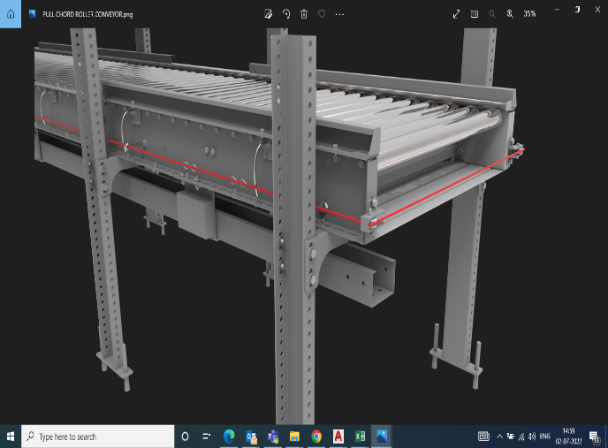 PULL CHORD ROLLER CONVEYOR.png
35%
Type here to search
ENG
14:59
02-07-2022